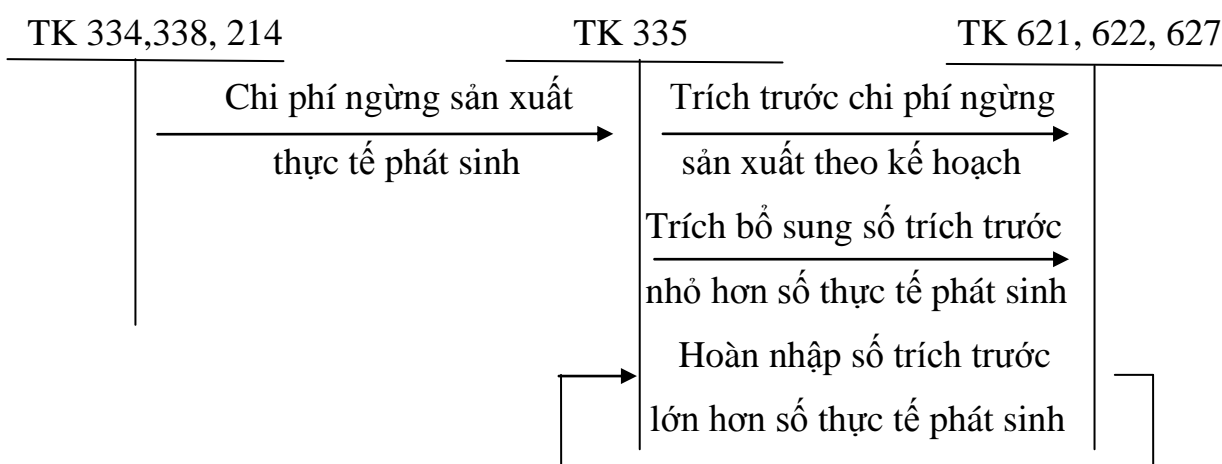 TK 334,338, 214 TK 335 TK 621, 622, 627
Chi phí ngừng sản xuất
thực tế phát sinh
Trích trước chi phí ngừng
sản xuất theo kế hoạch
Trích bổ sung số trích trước
nhỏ hơn số thực tế phát sinh
Hoàn nhập số trích trước
lớn hơn số thực tế phát sinh